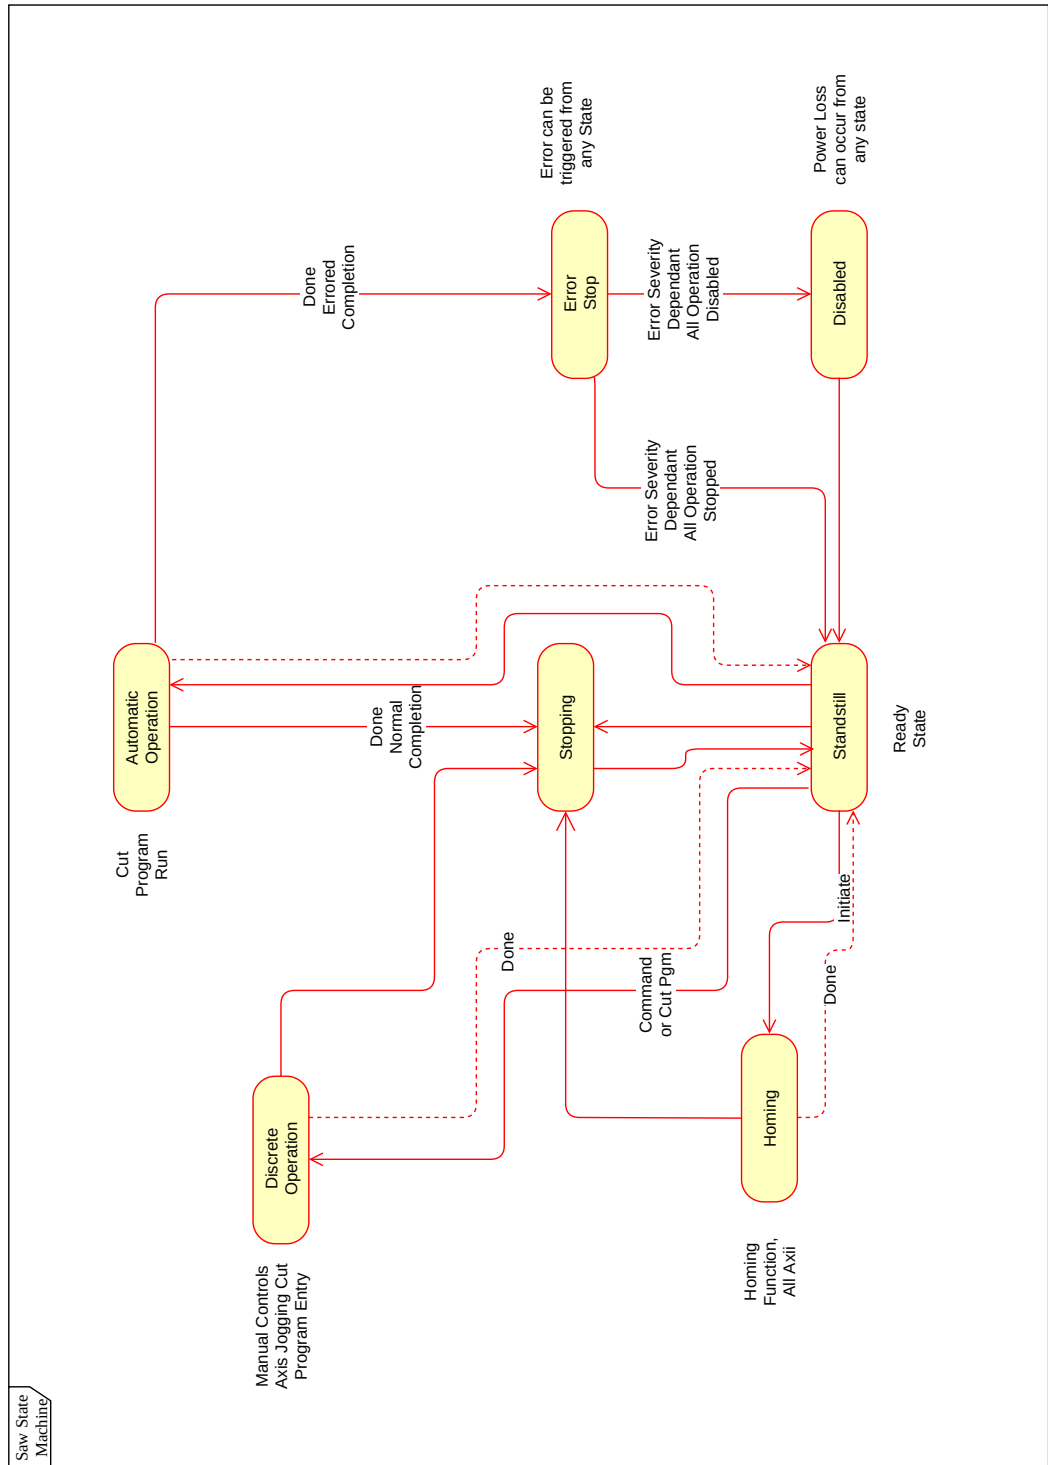 Saw State
Machine
Manual Controls
Axis Jogging Cut
Program Entry
Discrete
Operation
Cut
Program
Run
Automatic
Operation
Done
Errored
Completion
Done
Normal
Completion
Error can be
triggered from
any State
Error
Stop
Error Severity
Dependant
All Operation
Disabled
Error Severity
Dependant
All Operation
Stopped
Power Loss
can occur from
any state
Disabled
Stopping
Done
Command
or Cut Pgm
Homing
Function,
All Axii
Homing
Initiate
Done
Standstill
Ready
State